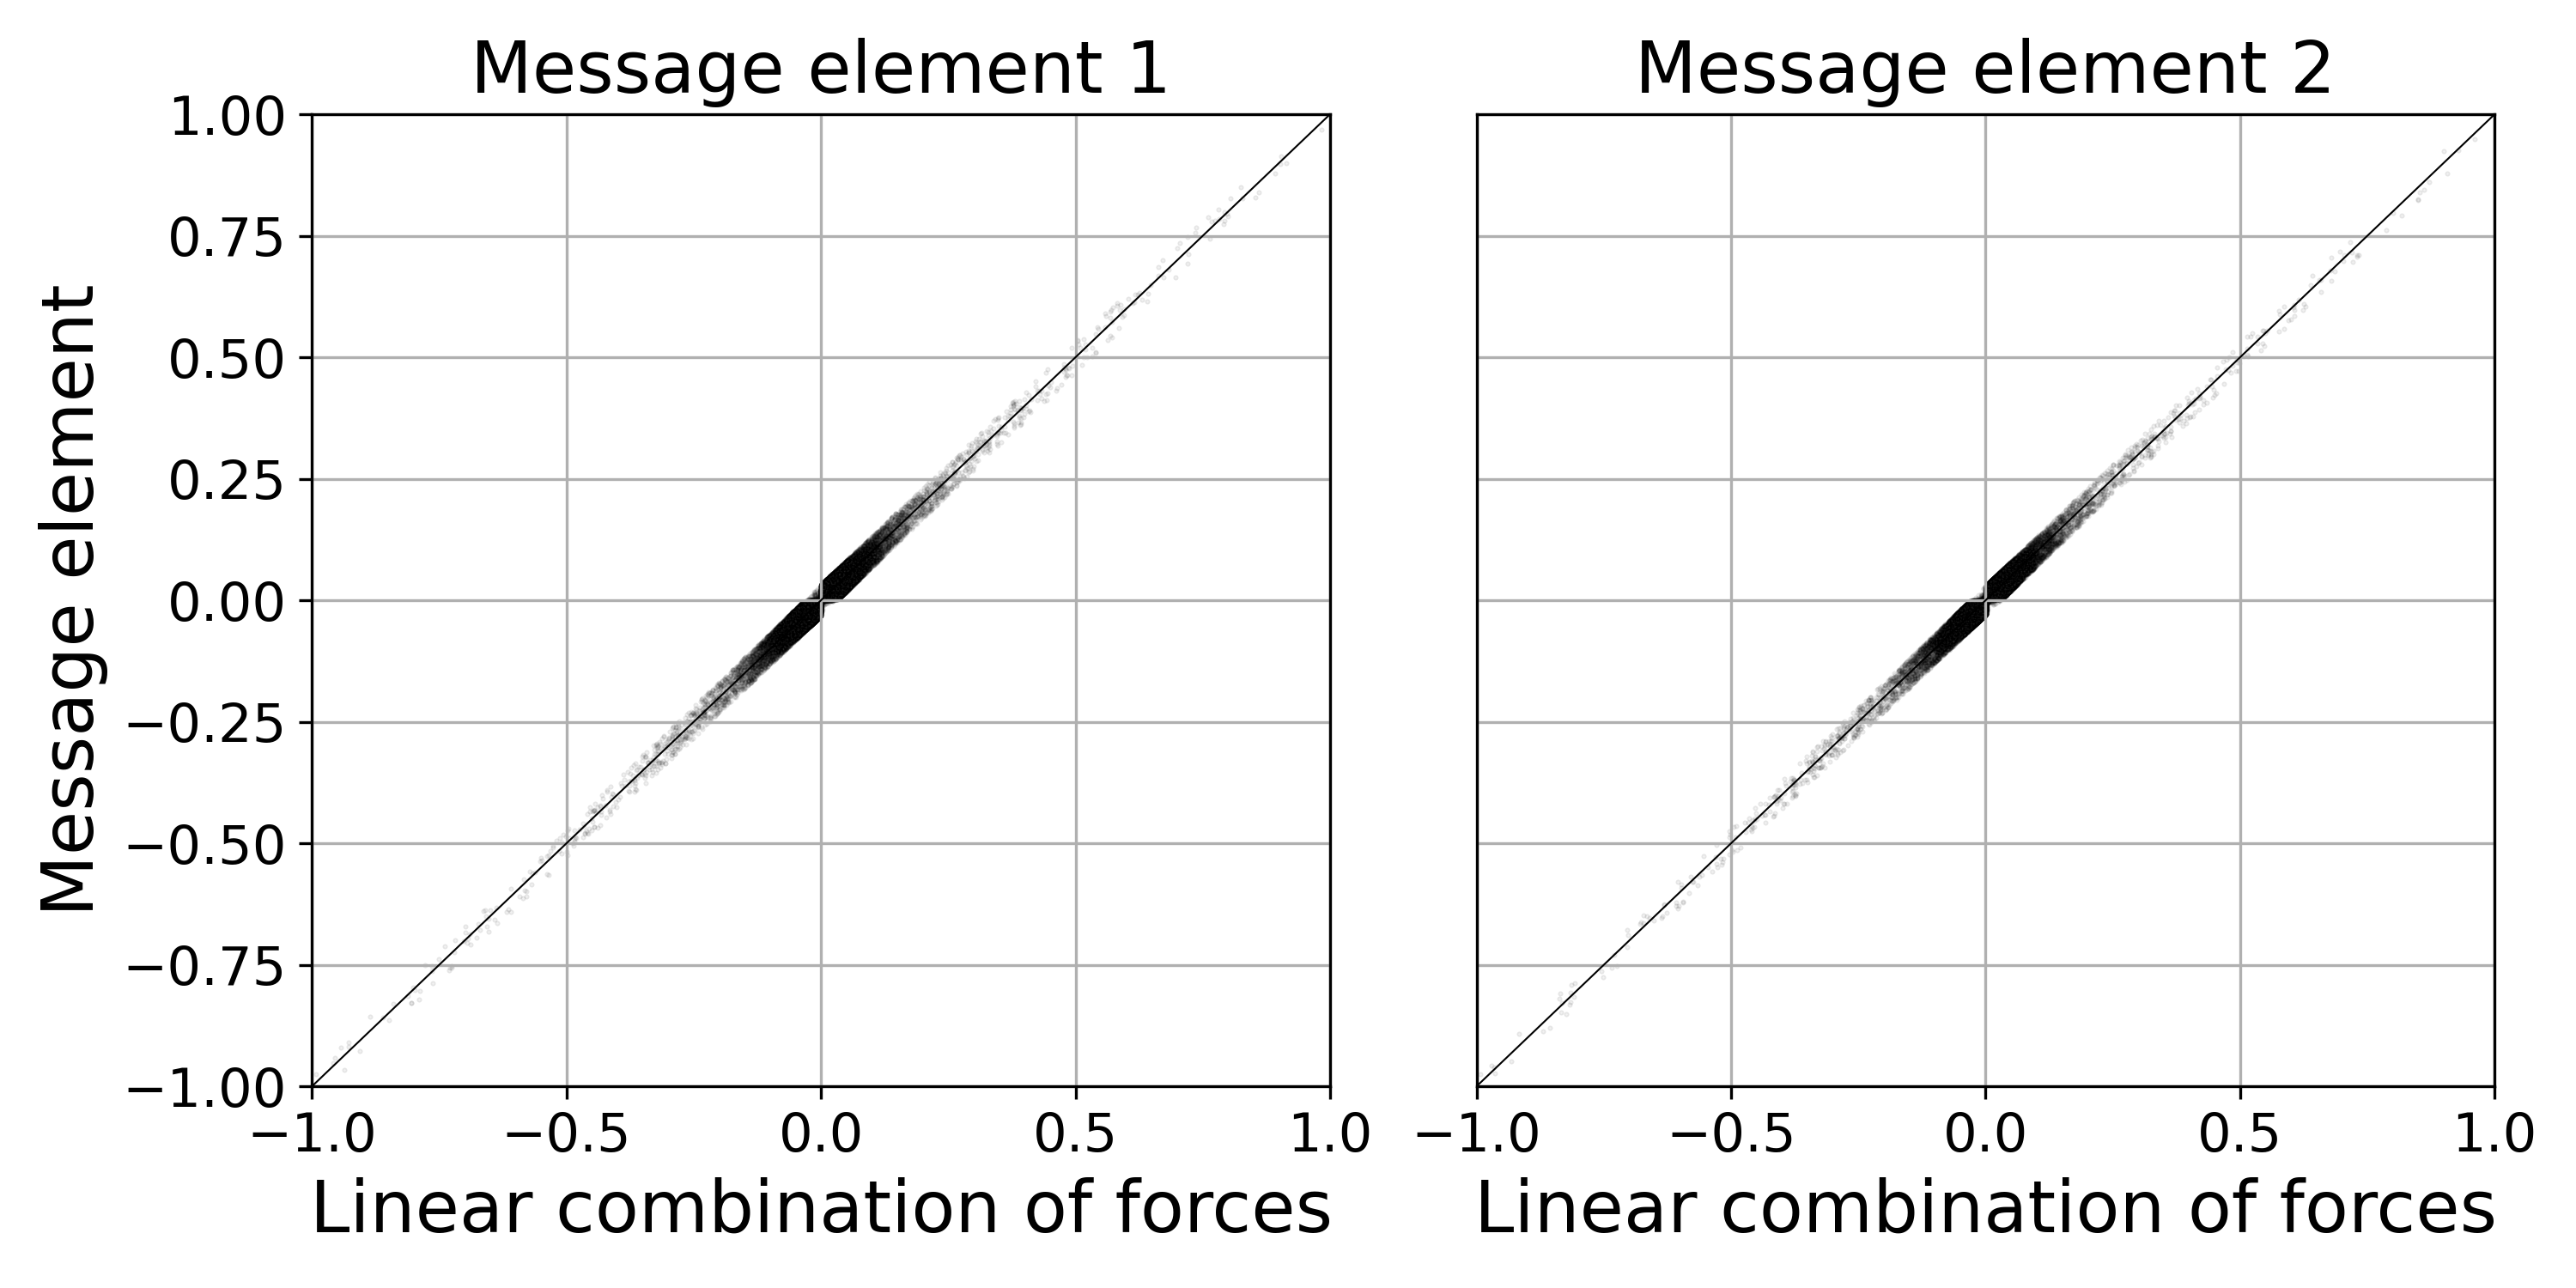 Message element 1
Message element 2
1.00
0.75
0.50
0.25
0.00
−0.25
−0.50
−0.75
−1.00
Message element
−1.0 −0.5 0.0 0.5 1.0
−1.0 −0.5 0.0 0.5 1.0
Linear combination of forces
Linear combination of forces